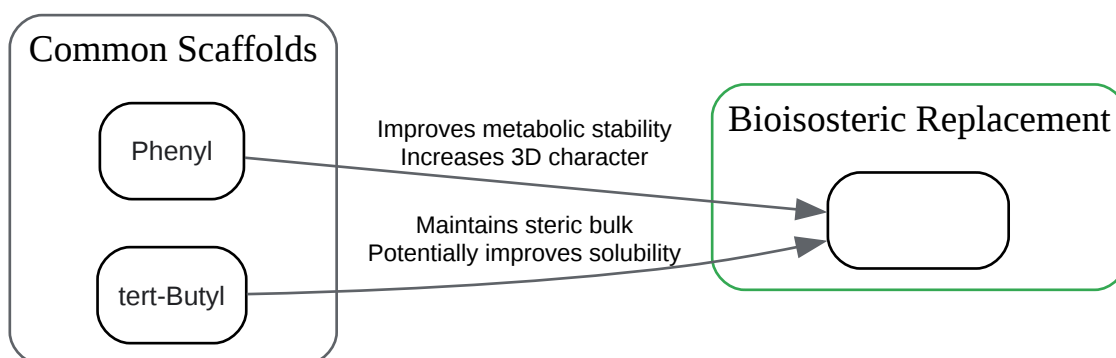 Common Scaffolds
Phenyl
tert-Butyl
Improves metabolic stability
Increases 3D character
Maintains steric bulk
Potentially improves solubility
Bioisosteric Replacement